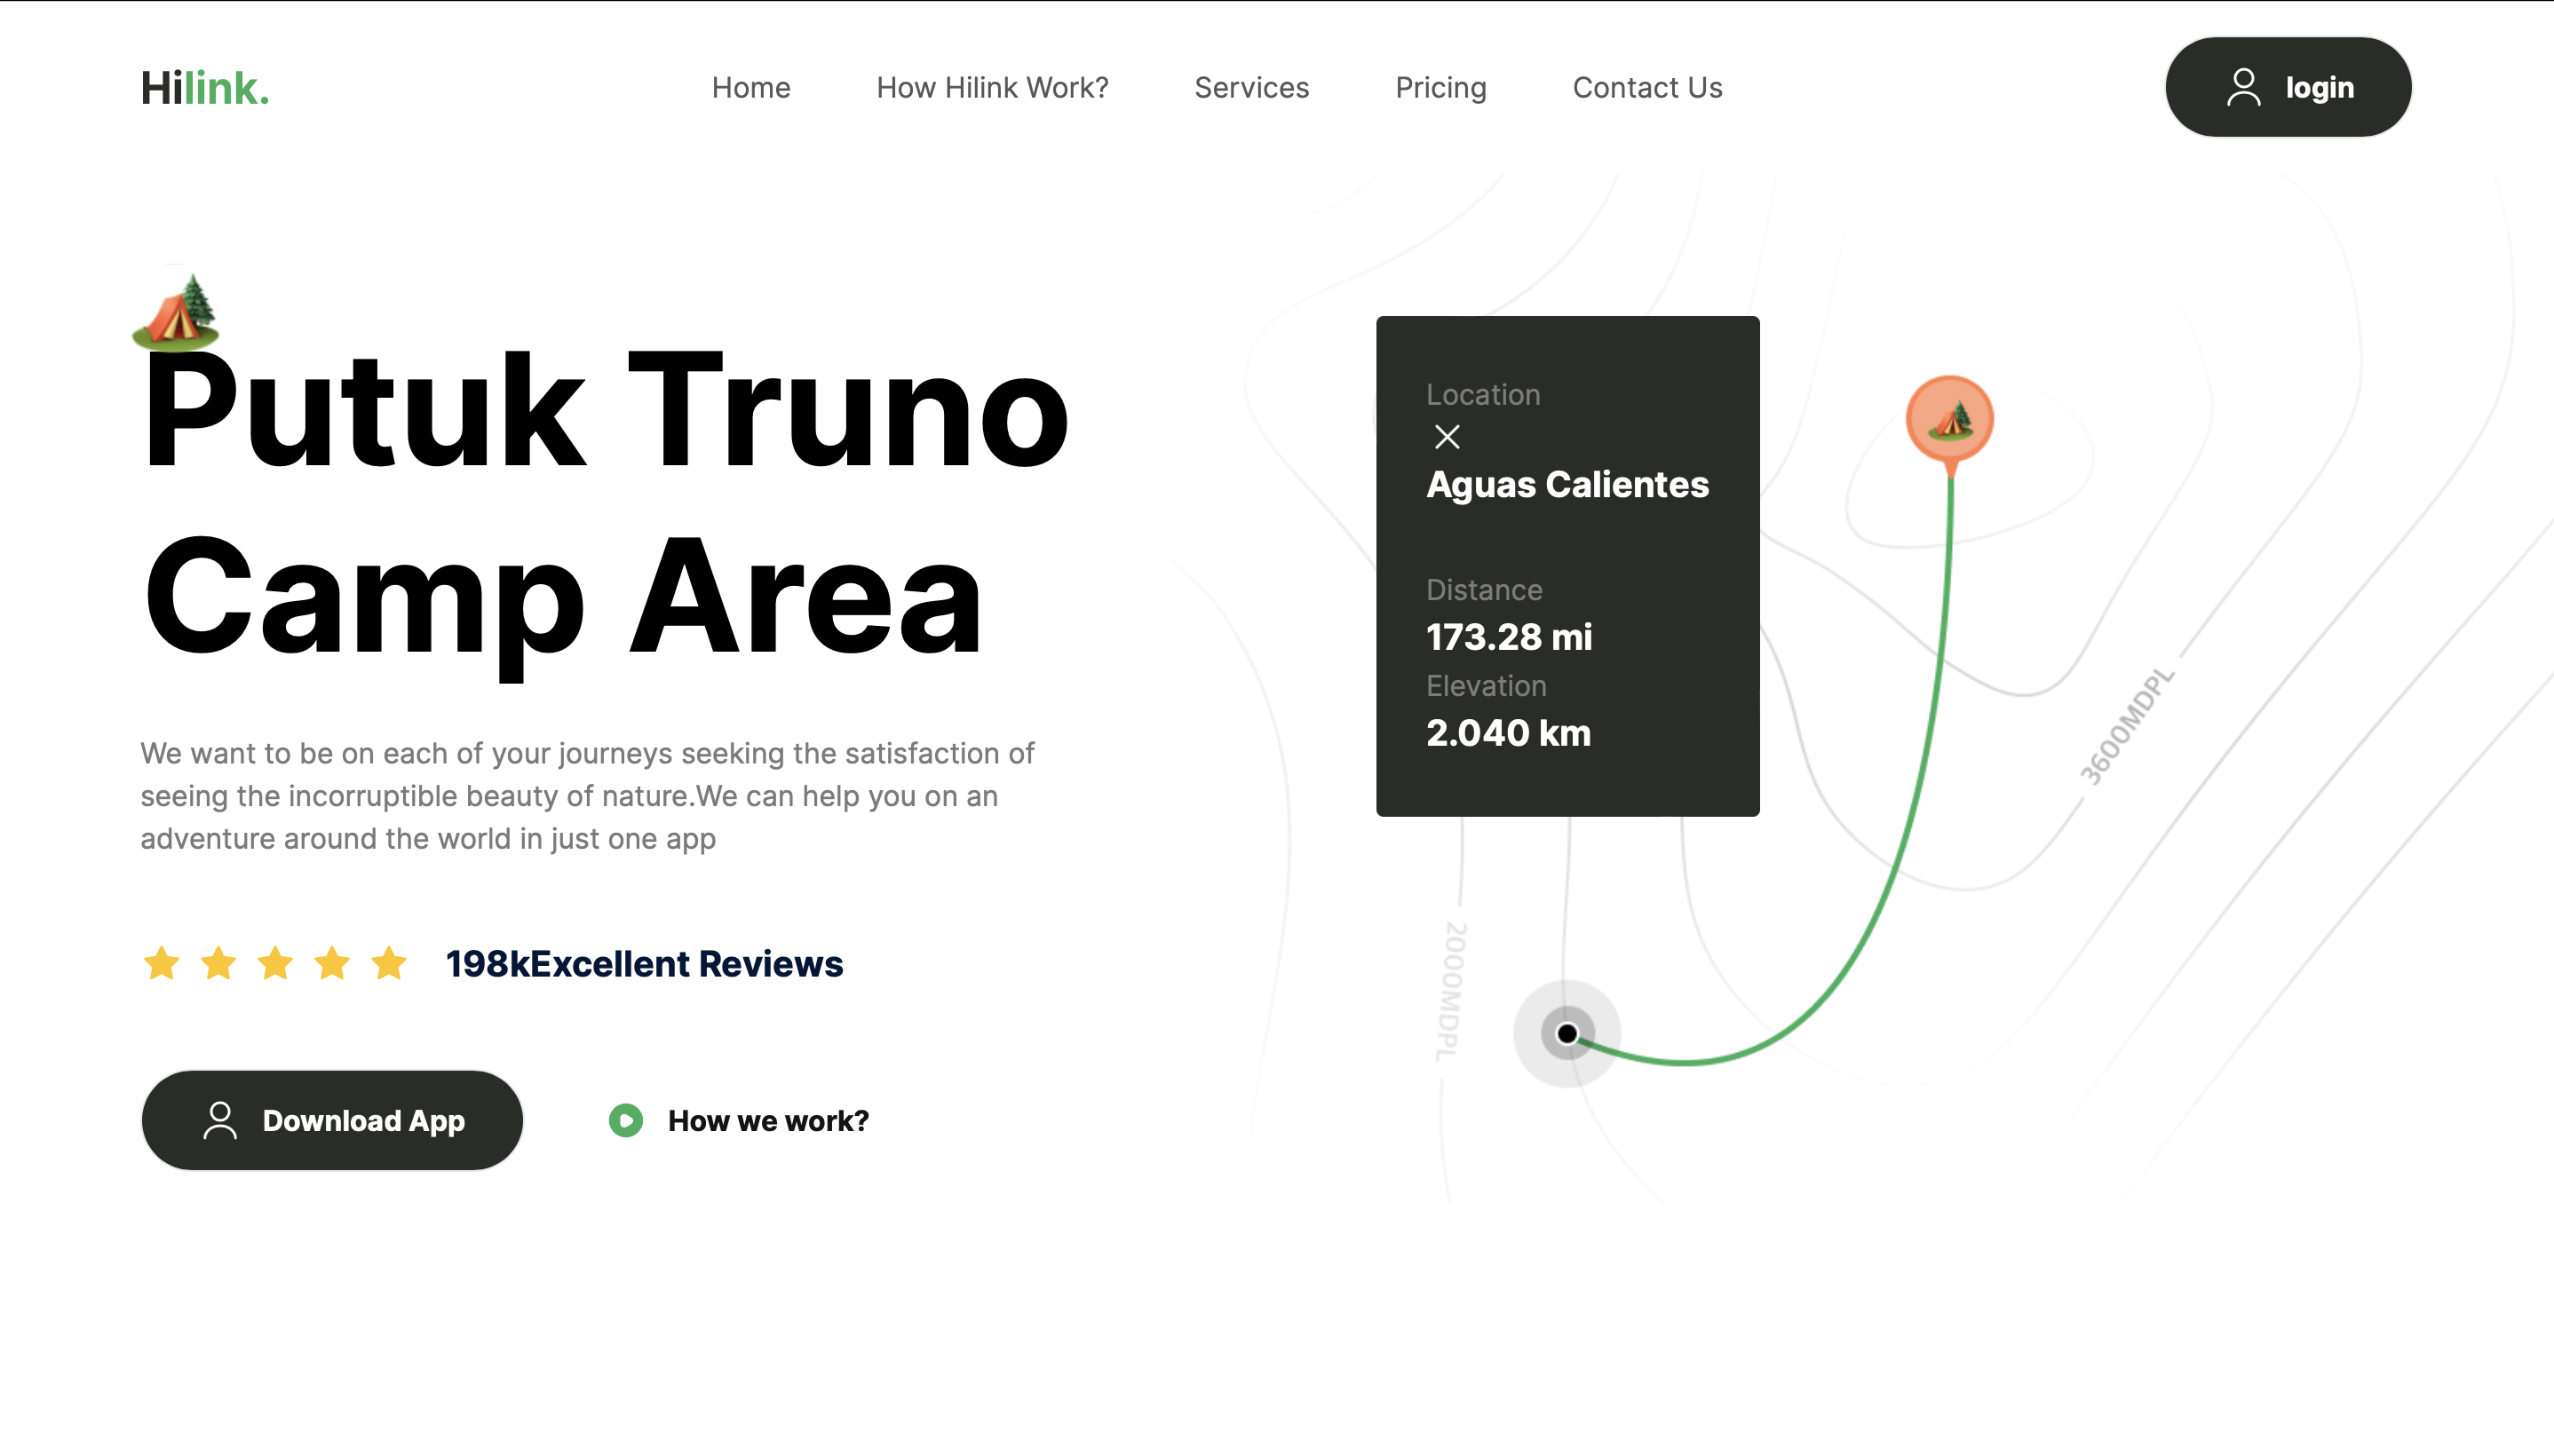 Hilink.
Home
How Hilink Work?
Services
Pricing
Contact Us
login
Putuk Truno
Camp Area
We want to be on each of your journeys seeking the satisfaction of
seeing the incorruptible beauty of nature.We can help you on an
adventure around the world in just one app
198kExcellent Reviews
Download App
How we work?
Location
Aguas Calientes
Distance
173.28 mi
Elevation
2.040 km
3600MDPL
2000MDPL